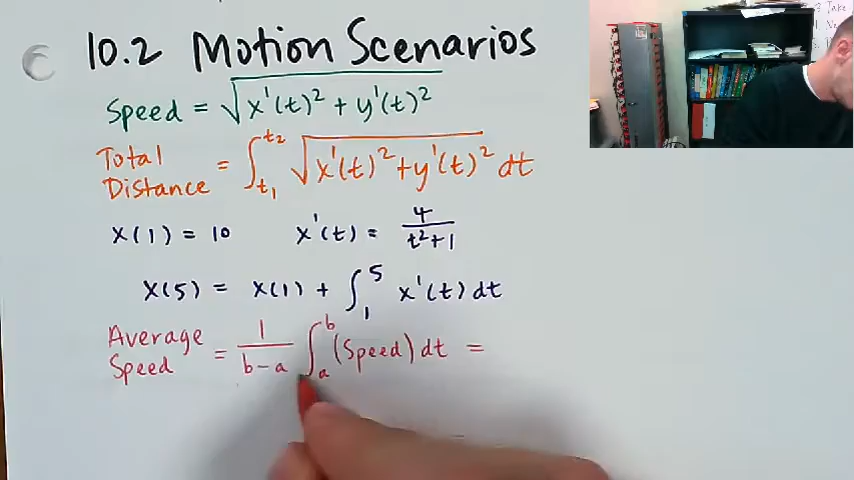 10.2 Motion Scenarios
Speed = √(x'(t)² + y'(t)²)
Total Distance = ∫_{t₁}^{t₂} √(x'(t)² + y'(t)²) dt
x(1) = 10    x'(t) = 4/(t²+1)
x(5) = x(1) + ∫_1^5 x'(t) dt
Average Speed = 1/(b-a) ∫_a^b (Speed) dt =
Take